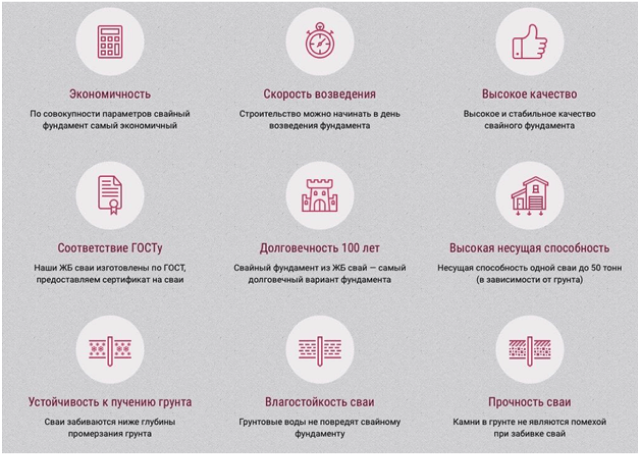 Экономичность
По совокупности параметров свайный
фундамент самый экономичный
Скорость возведения
Строительство можно начинать в день
возведения фундамента
Высокое качество
Высокое и стабильное качество
свайного фундамента
Соответствие ГОСТу
Наши ЖБ сваи изготовлены по ГОСТ,
предоставляем сертификат на сваи
Долговечность 100 лет
Свайный фундамент из ЖБ свай — самый
долговечный вариант фундамента
Высокая несущая способность
Несущая способность одной сваи до 50 тонн
(в зависимости от грунта)
Устойчивость к пучению грунта
Сваи забиваются ниже глубины
промерзания грунта
Влагостойкость сваи
Грунтовые воды не повредят свайному
фундаменту
Прочность сваи
Камни в грунте не являются помехой
при забивке свай